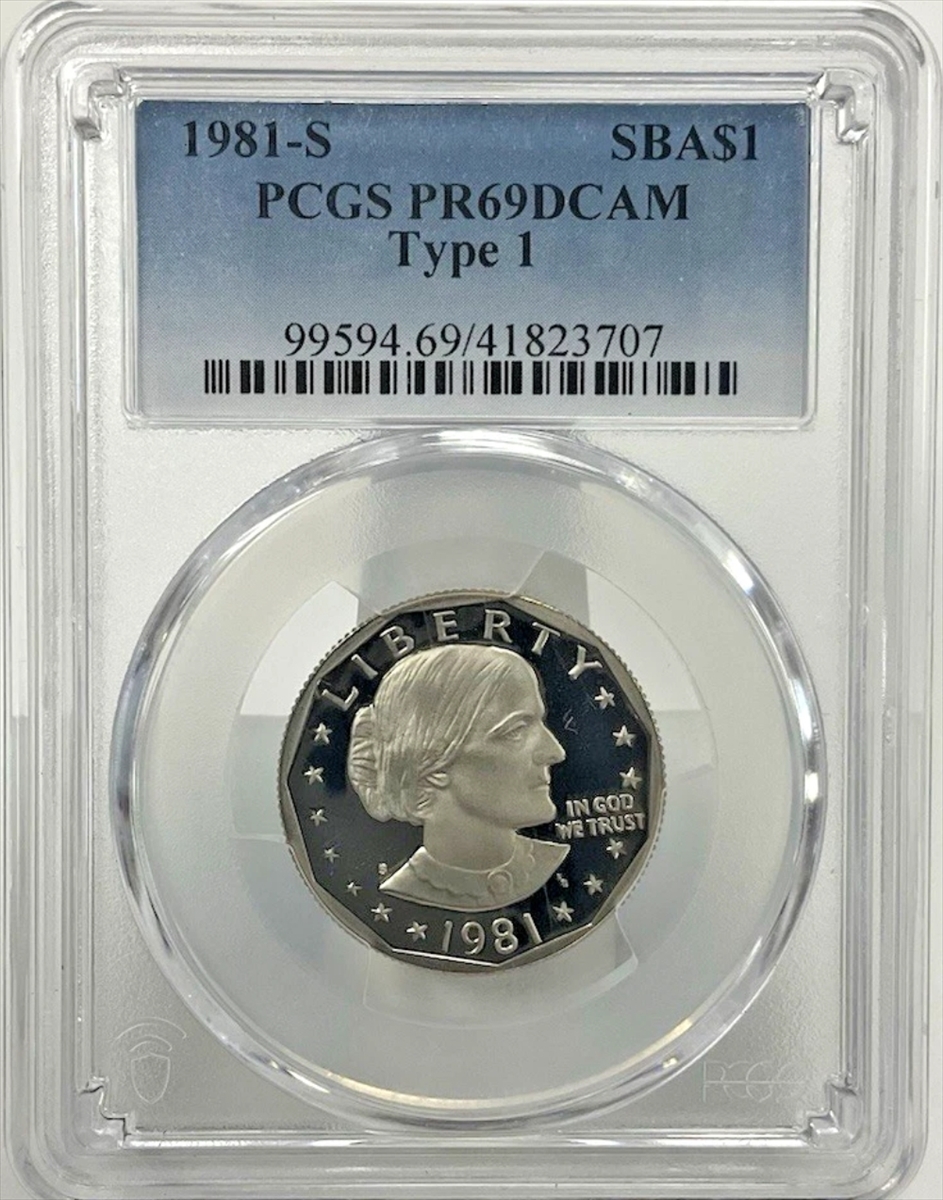 1981-S SBA$1
PCGS PR69DCAM
Type 1
99594.69/41823707
LIBERTY
IN GOD
WE TRUST
S
1981
PCGS